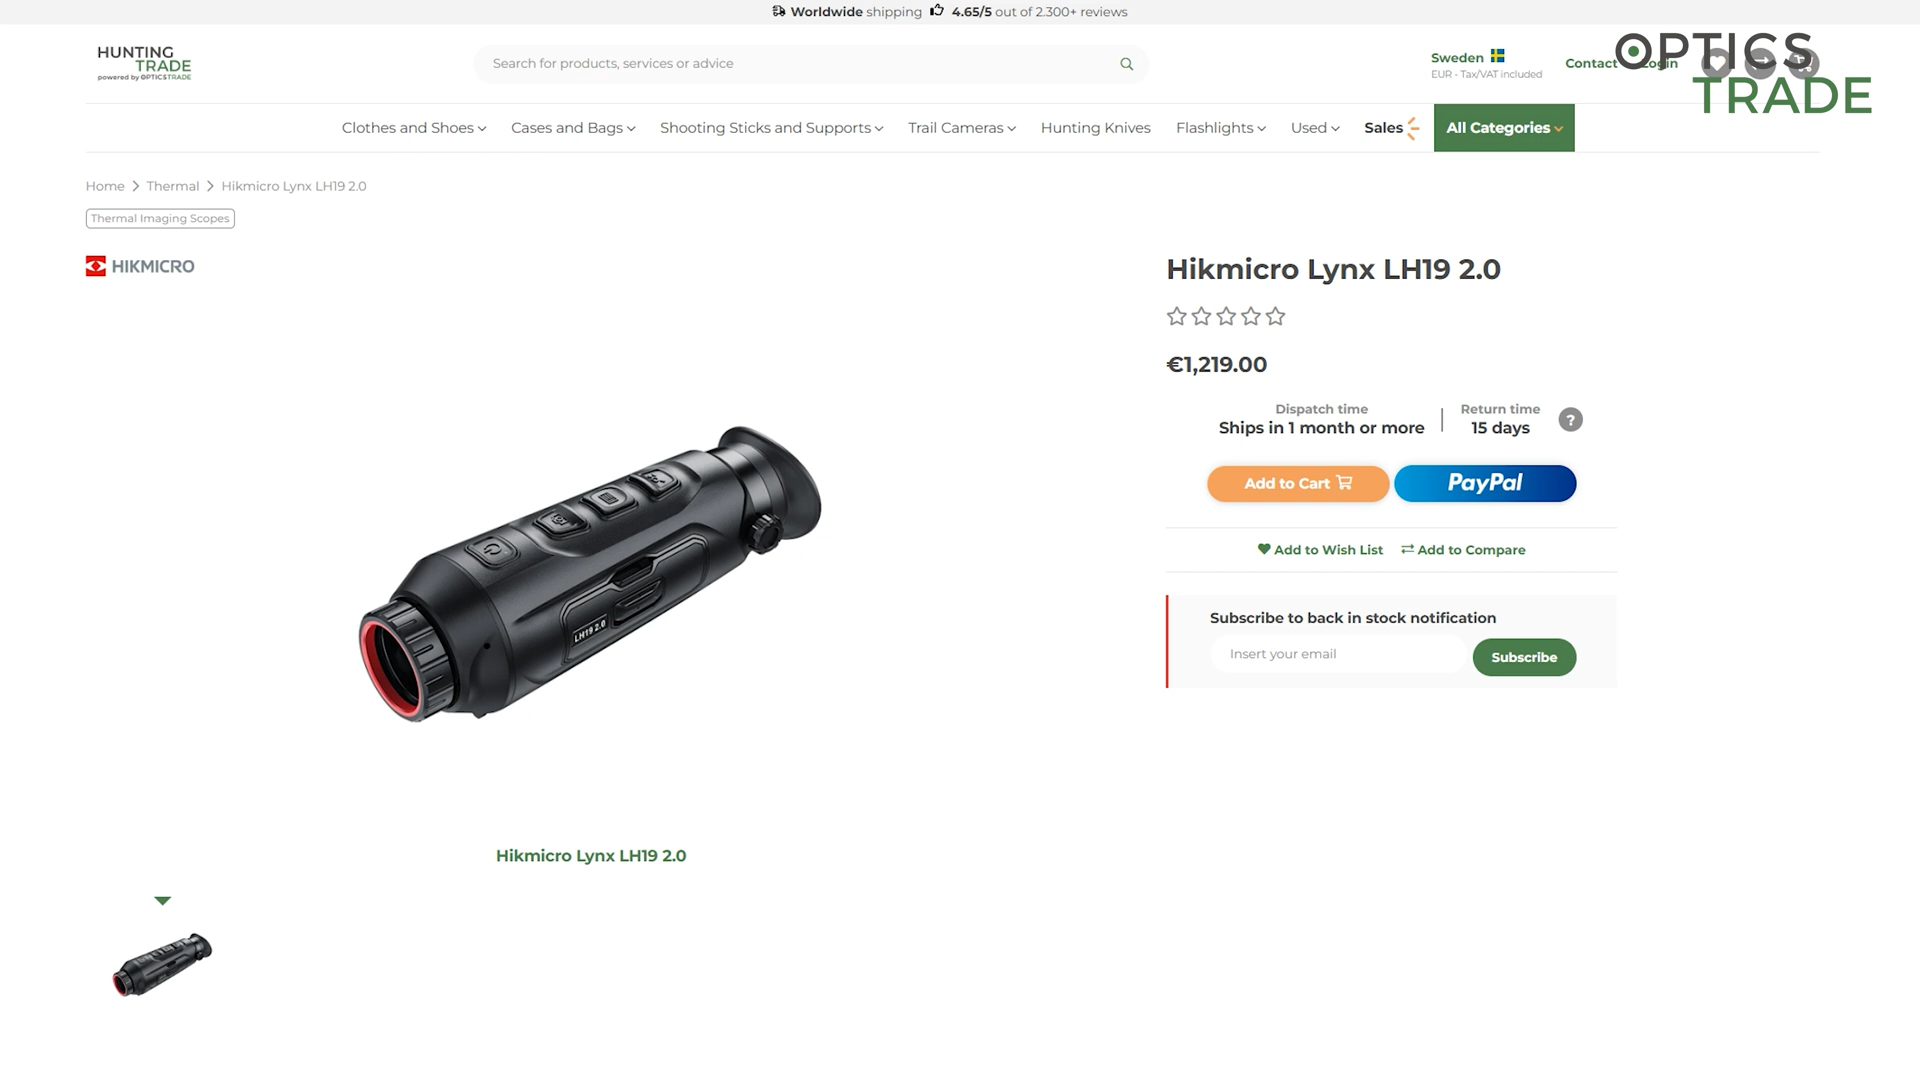 Worldwide shipping 4.65/5 out of 2.300+ reviews
HUNTING
TRADE
powered by OPTICSTRADE
Search for products, services or advice
Sweden
EUR - Tax/VAT included
Contact
Login
OPTICS
TRADE
Clothes and Shoes
Cases and Bags
Shooting Sticks and Supports
Trail Cameras
Hunting Knives
Flashlights
Used
Sales
All Categories
Home > Thermal > Hikmicro Lynx LH19 2.0
Thermal Imaging Scopes
HIKMICRO
Hikmicro Lynx LH19 2.0
€1,219.00
Dispatch time
Ships in 1 month or more
Return time
15 days
?
Add to Cart
PayPal
Add to Wish List
Add to Compare
Subscribe to back in stock notification
Insert your email
Subscribe
LH19 2.0
Hikmicro Lynx LH19 2.0